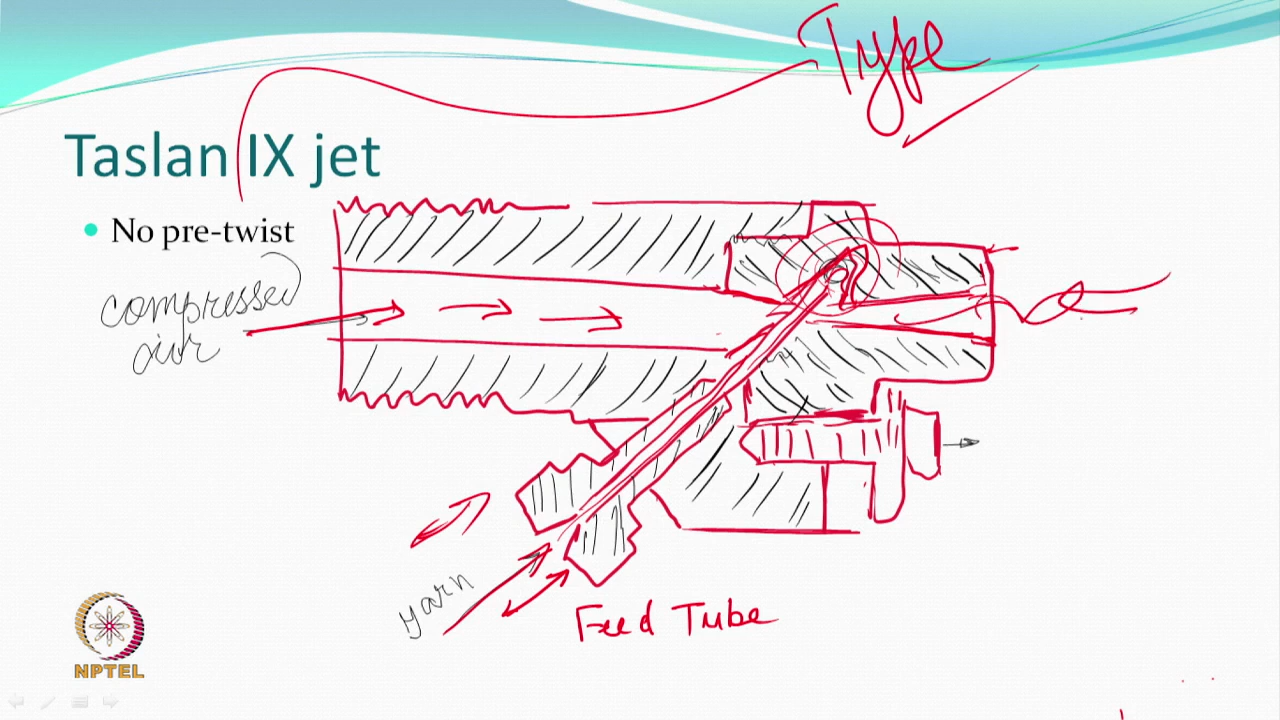 Type
Taslan IX jet
No pre-twist
compressed
air
yarn
Feed Tube
NPTEL